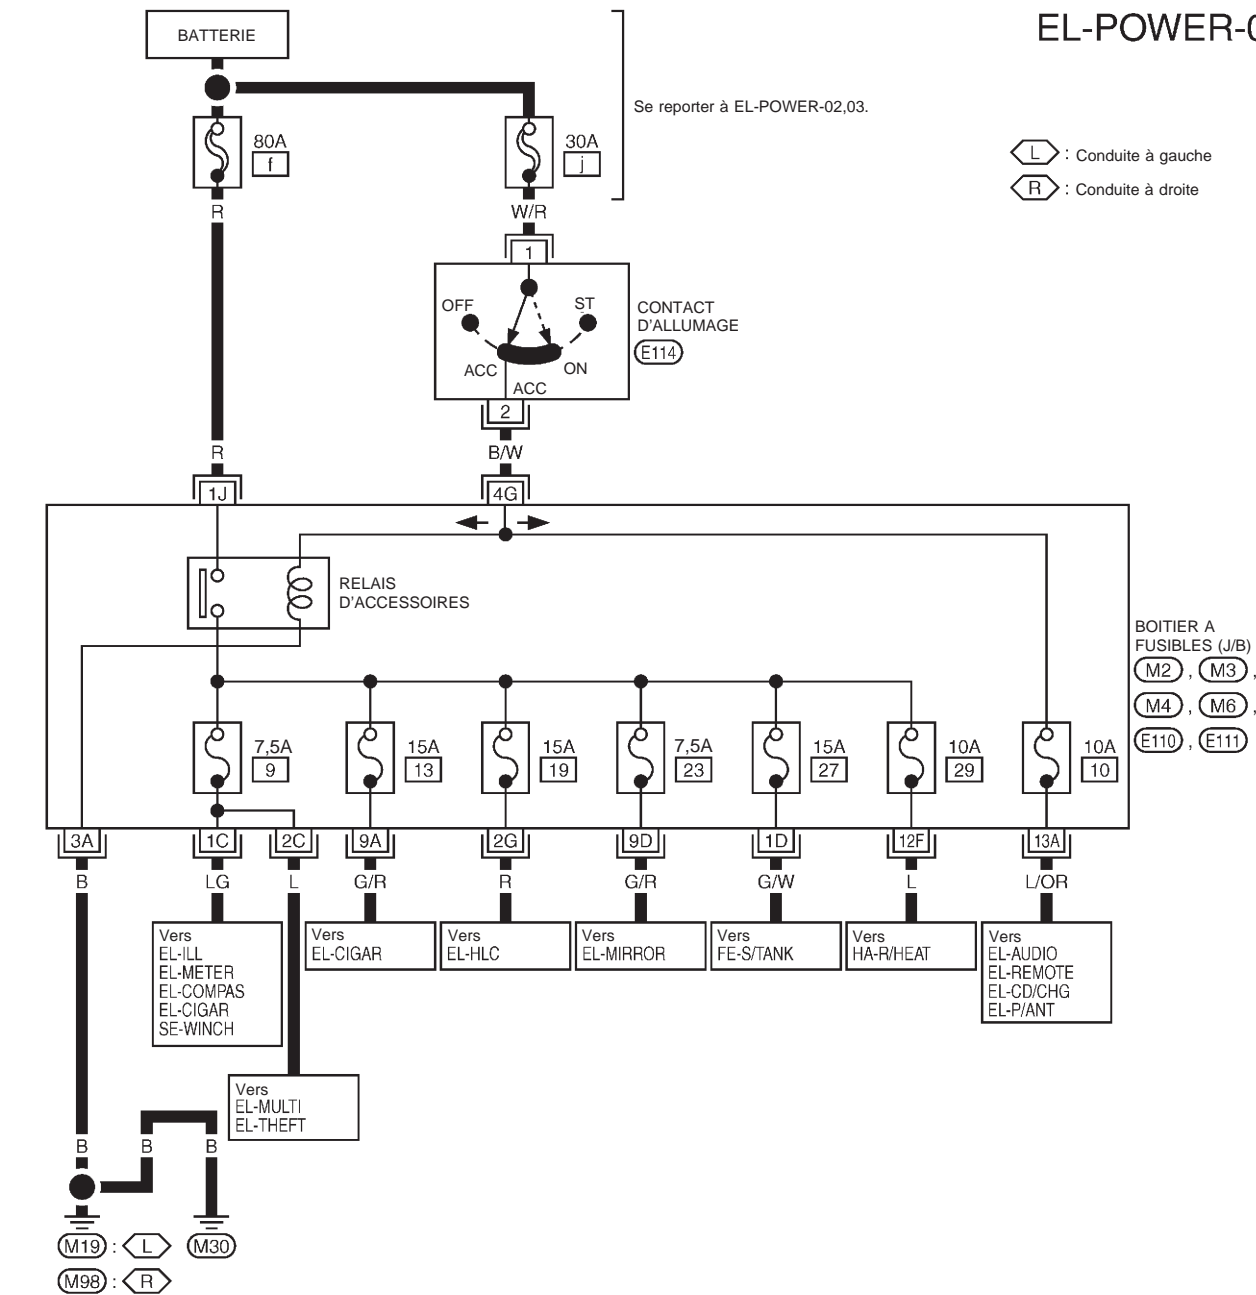 EL-POWER-0
BATTERIE
Se reporter à EL-POWER-02,03.
80A
f
30A
j
L : Conduite à gauche
R : Conduite à droite
R
W/R
1
OFF
ST
ACC
ON
ACC
CONTACT
D'ALLUMAGE
E114
2
R
B/W
1J
4G
RELAIS
D'ACCESSOIRES
BOITIER A
FUSIBLES (J/B)
M2 , M3 ,
M4 , M6 ,
E110 , E111
7,5A
9
15A
13
15A
19
7,5A
23
15A
27
10A
29
10A
10
3A
1C
2C
9A
2G
9D
1D
12F
13A
B
LG
L
G/R
R
G/R
G/W
L
L/OR
Vers
EL-ILL
EL-METER
EL-COMPAS
EL-CIGAR
SE-WINCH
Vers
EL-CIGAR
Vers
EL-HLC
Vers
EL-MIRROR
Vers
FE-S/TANK
Vers
HA-R/HEAT
Vers
EL-AUDIO
EL-REMOTE
EL-CD/CHG
EL-P/ANT
Vers
EL-MULTI
EL-THEFT
B
B
B
M19 : L
M30
M98 : R